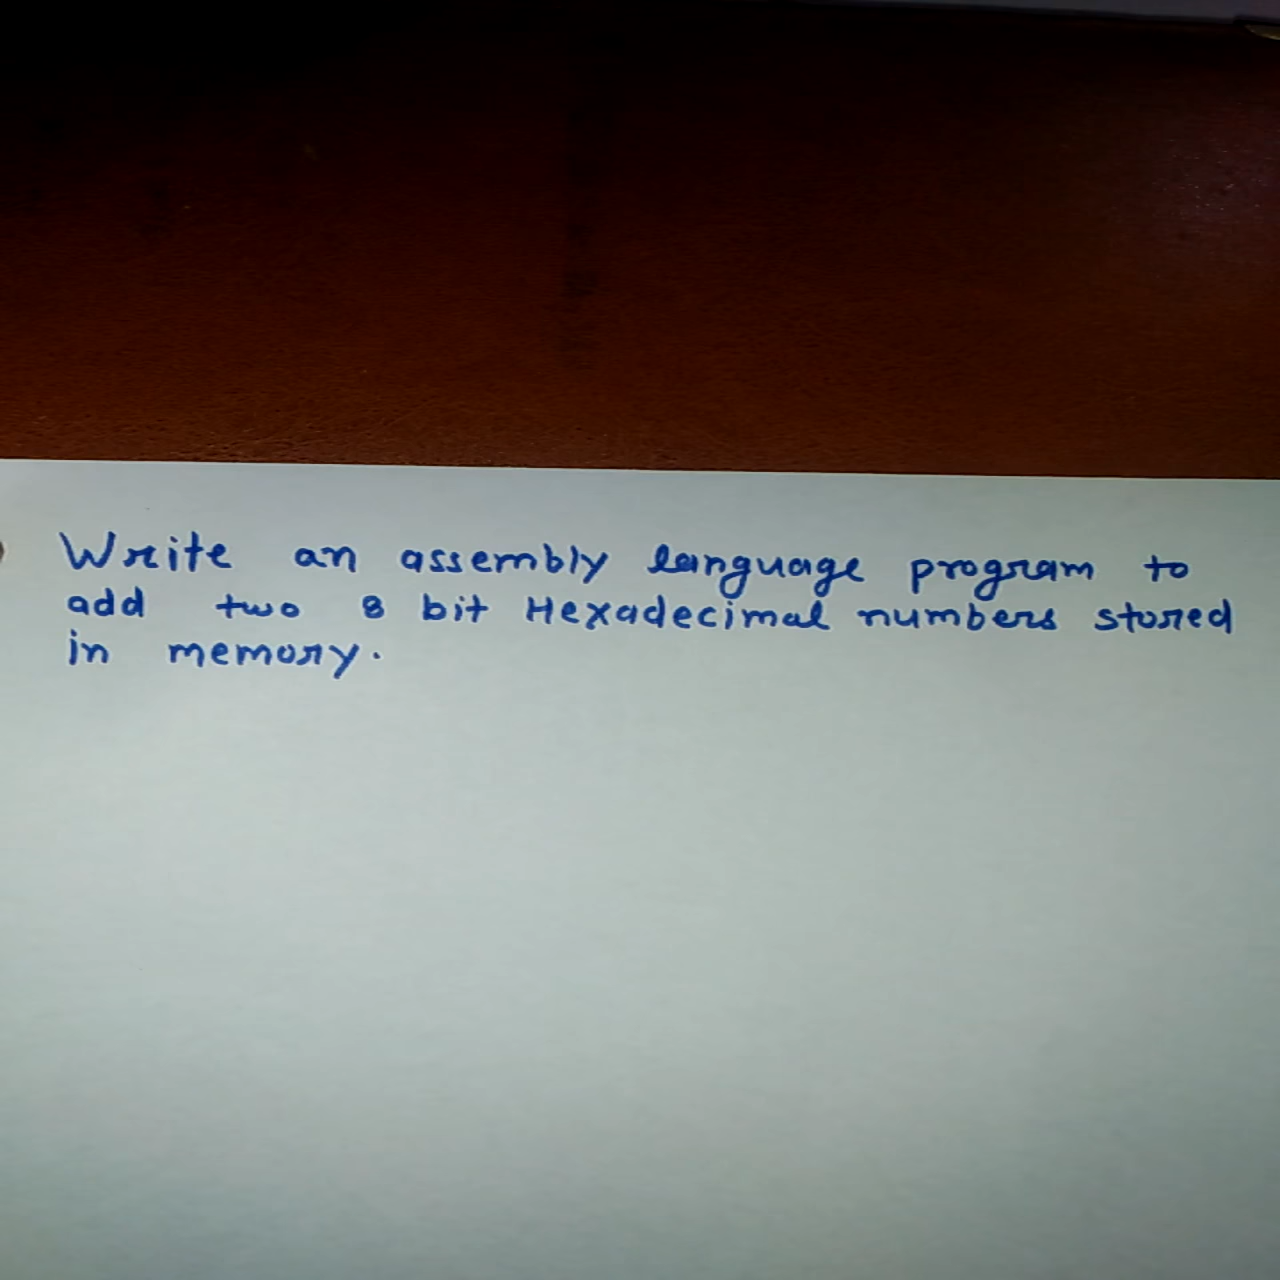 Write an assembly language program to
add two 8 bit Hexadecimal numbers stored
in memory.